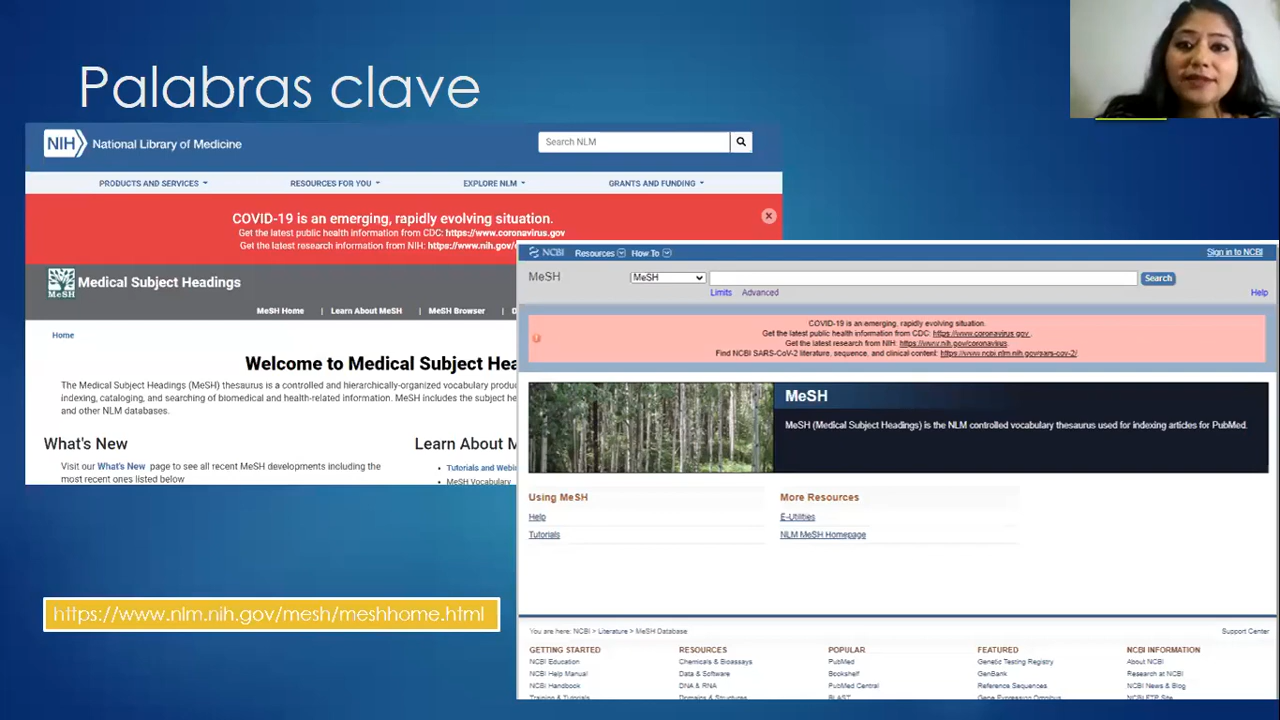 Palabras clave
NIH National Library of Medicine
Search NLM
PRODUCTS AND SERVICES
RESOURCES FOR YOU
EXPLORE NLM
GRANTS AND FUNDING
COVID-19 is an emerging, rapidly evolving situation.
Get the latest public health information from CDC: https://www.coronavirus.gov
Get the latest research information from NIH: https://www.nih.gov/
MeSH
Medical Subject Headings
MeSH Home | Learn About MeSH | MeSH Browser |
Home
Welcome to Medical Subject Hea
The Medical Subject Headings (MeSH) thesaurus is a controlled and hierarchically-organized vocabulary produ
indexing, cataloging, and searching of biomedical and health-related information. MeSH includes the subject he
and other NLM databases.
What's New
Visit our What's New page to see all recent MeSH developments including the
most recent ones listed below
Learn About M
• Tutorials and Webin
• MeSH Vocabulary
https://www.nlm.nih.gov/mesh/meshhome.html
NCBI Resources How To Sign in to NCBI
MeSH MeSH Search
Limits Advanced Help
COVID-19 is an emerging, rapidly evolving situation.
Get the latest public health information from CDC: https://www.coronavirus.gov.
Get the latest research from NIH: https://www.nih.gov/coronavirus.
Find NCBI SARS-CoV-2 literature, sequence, and clinical content: https://www.ncbi.nlm.nih.gov/sars-cov-2/
MeSH
MeSH (Medical Subject Headings) is the NLM controlled vocabulary thesaurus used for indexing articles for PubMed.
Using MeSH
Help
Tutorials
More Resources
E-Utilities
NLM MeSH Homepage
You are here: NCBI > Literature > MeSH Database Support Center
GETTING STARTED
NCBI Education
NCBI Help Manual
NCBI Handbook
Training & Tutorials
RESOURCES
Chemicals & Bioassays
Data & Software
DNA & RNA
Domains & Structures
POPULAR
PubMed
Bookshelf
PubMed Central
BLAST
FEATURED
Genetic Testing Registry
GenBank
Reference Sequences
Gene Expression Omnibus
NCBI INFORMATION
About NCBI
Research at NCBI
NCBI News & Blog
NCBI FTP Site